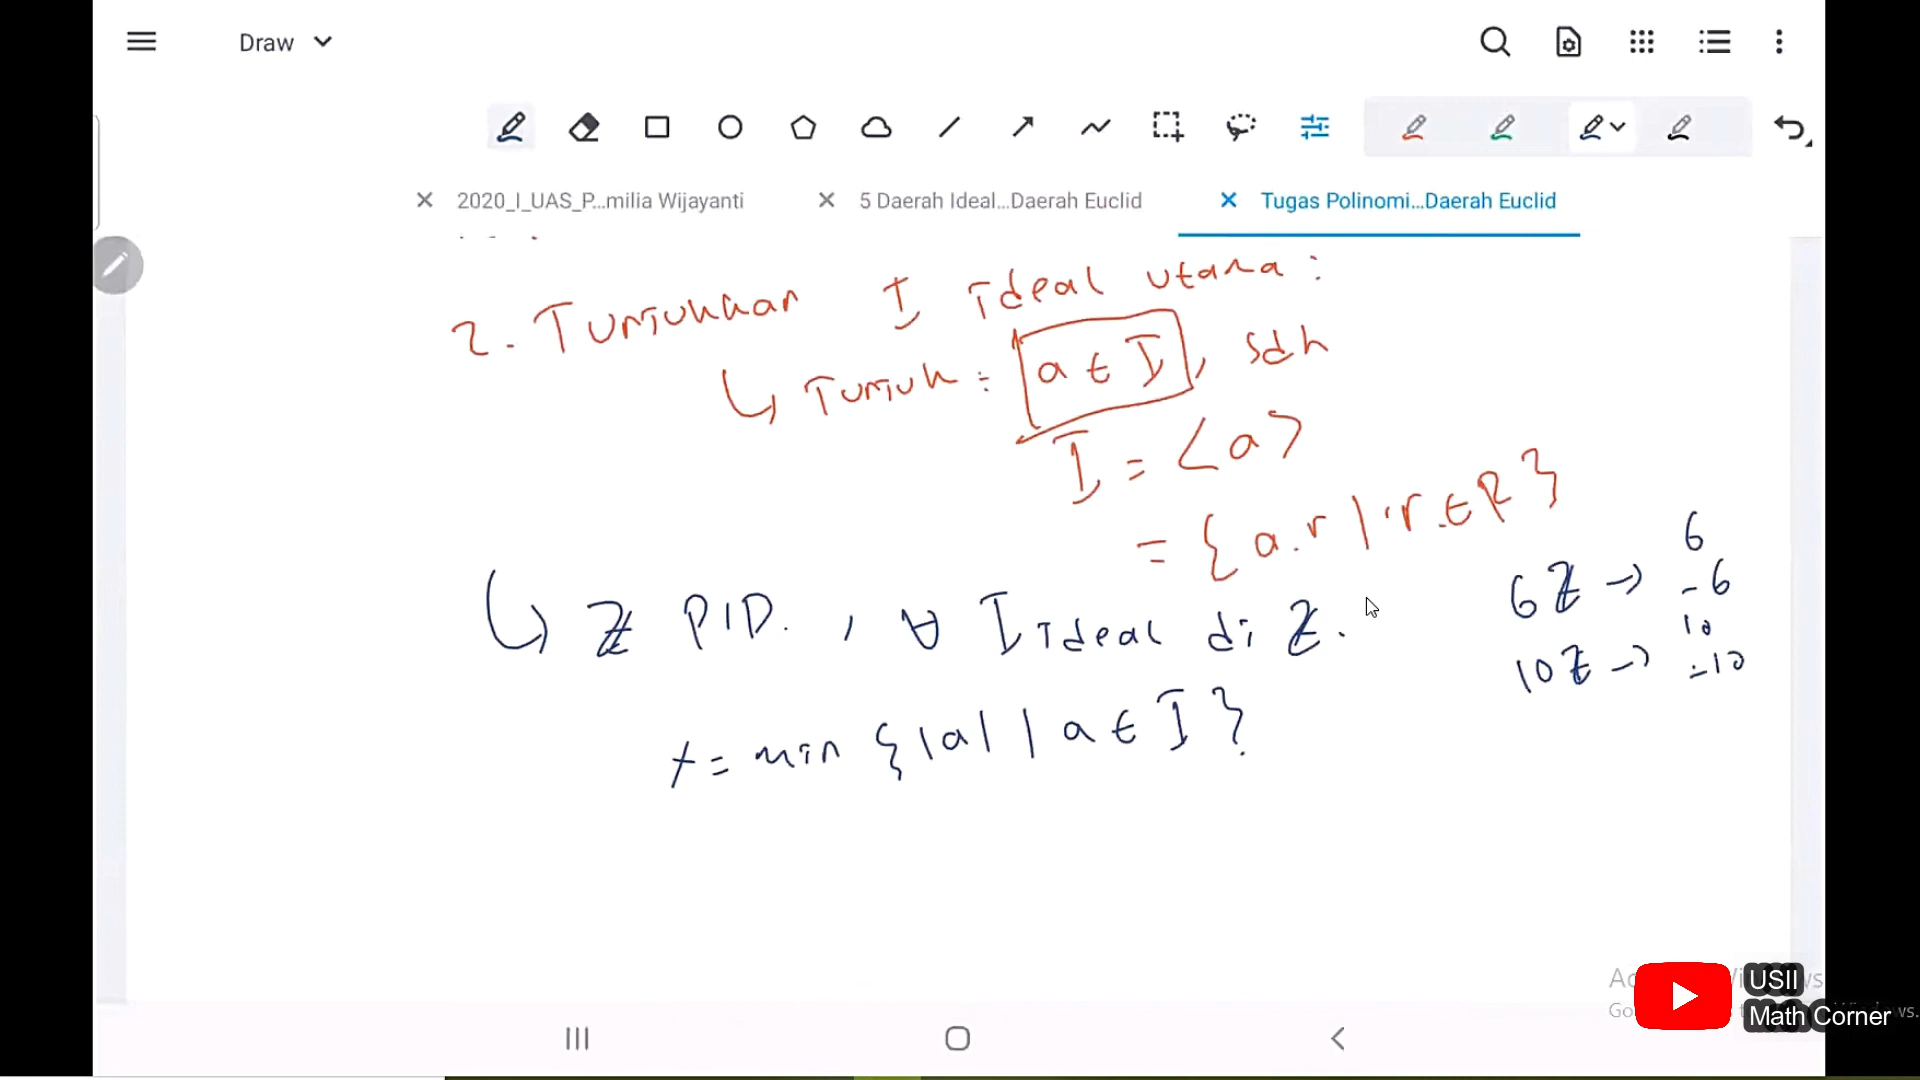 Draw
2020_I_UAS_P...milia Wijayanti
5 Daerah Ideal...Daerah Euclid
Tugas Polinomi...Daerah Euclid
2. Tunjukkan I ideal utama :
↳ Tunjuk : a ∈ I, sdh
I = <a>
= { a.r | r ∈ R }
↳ ℤ PID. , ∀ I ideal di ℤ.
t = min { |a| | a ∈ I }
6ℤ → 6
-6
10ℤ → 10
-10
USII
Math Corner